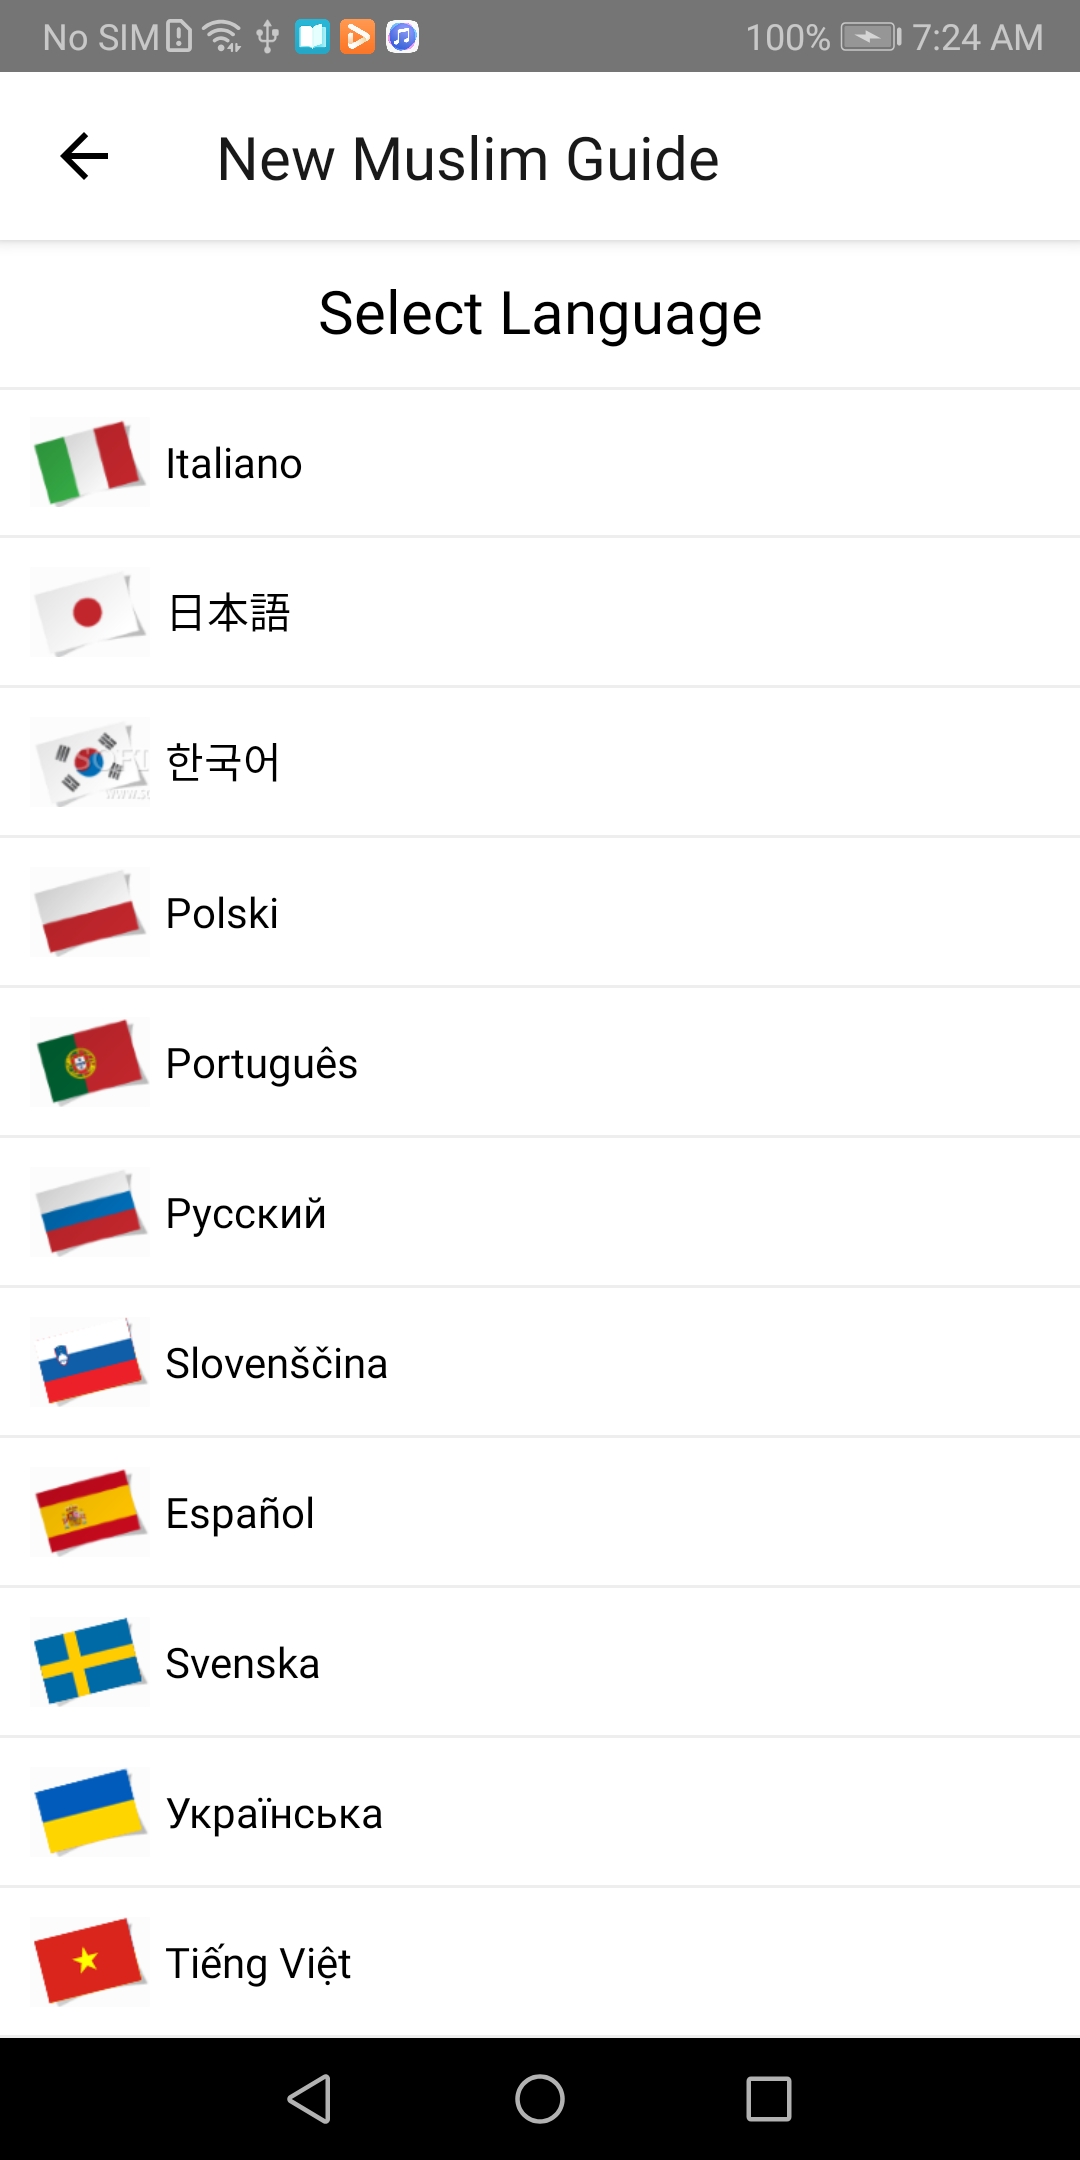 No SIM 100% 7:24 AM
New Muslim Guide
Select Language
Italiano
日本語
한국어
Polski
Português
Русский
Slovenščina
Español
Svenska
Українська
Tiếng Việt